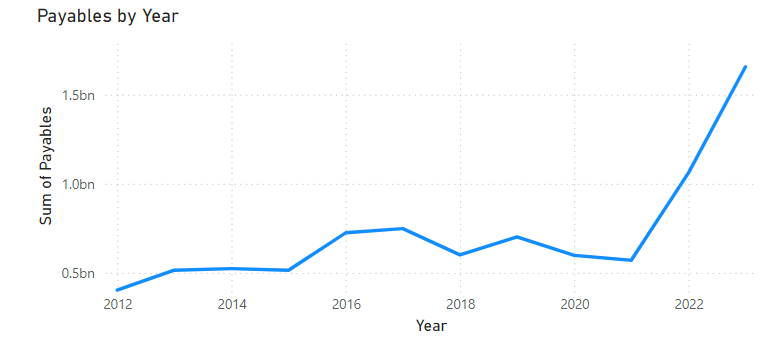 Payables by Year
1.5bn
1.0bn
0.5bn
Sum of Payables
2012 2014 2016 2018 2020 2022
Year